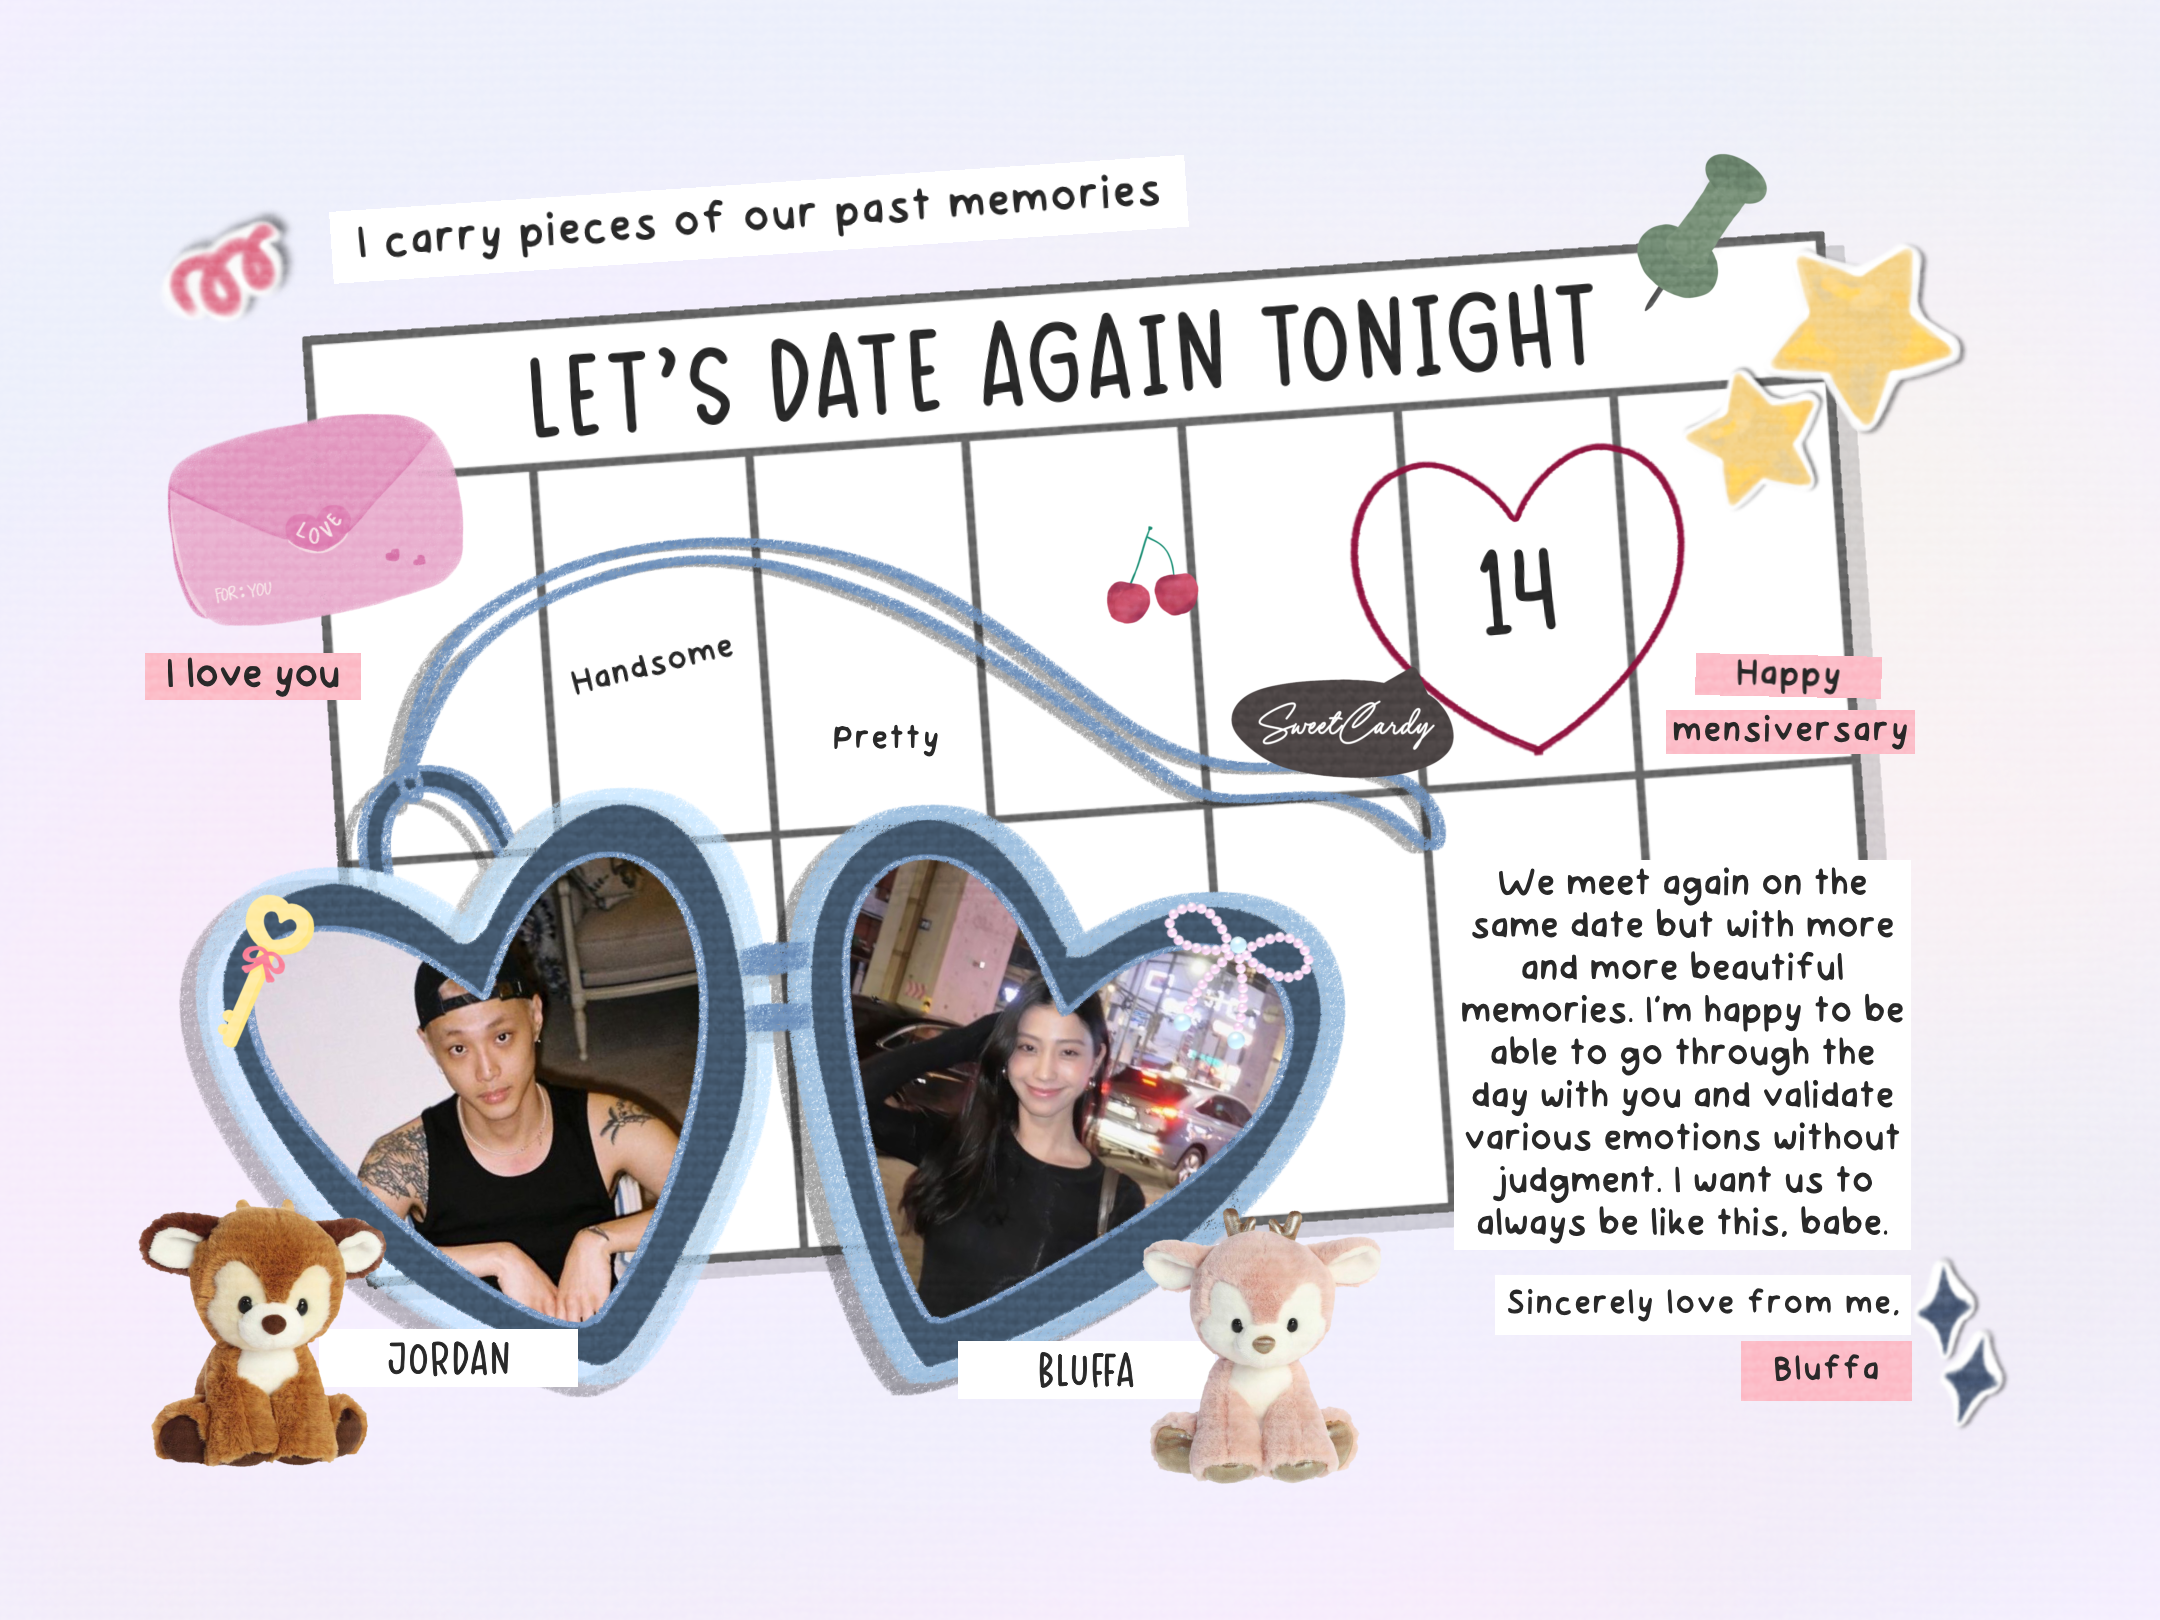 I carry pieces of our past memories
LET'S DATE AGAIN TONIGHT
LOVE
FOR: YOU
I love you
Handsome
Pretty
14
SweetCardy
Happy
mensiversary
We meet again on the
same date but with more
and more beautiful
memories. I'm happy to be
able to go through the
day with you and validate
various emotions without
judgment. I want us to
always be like this, babe.
Sincerely love from me,
Bluffa
JORDAN
BLUFFA